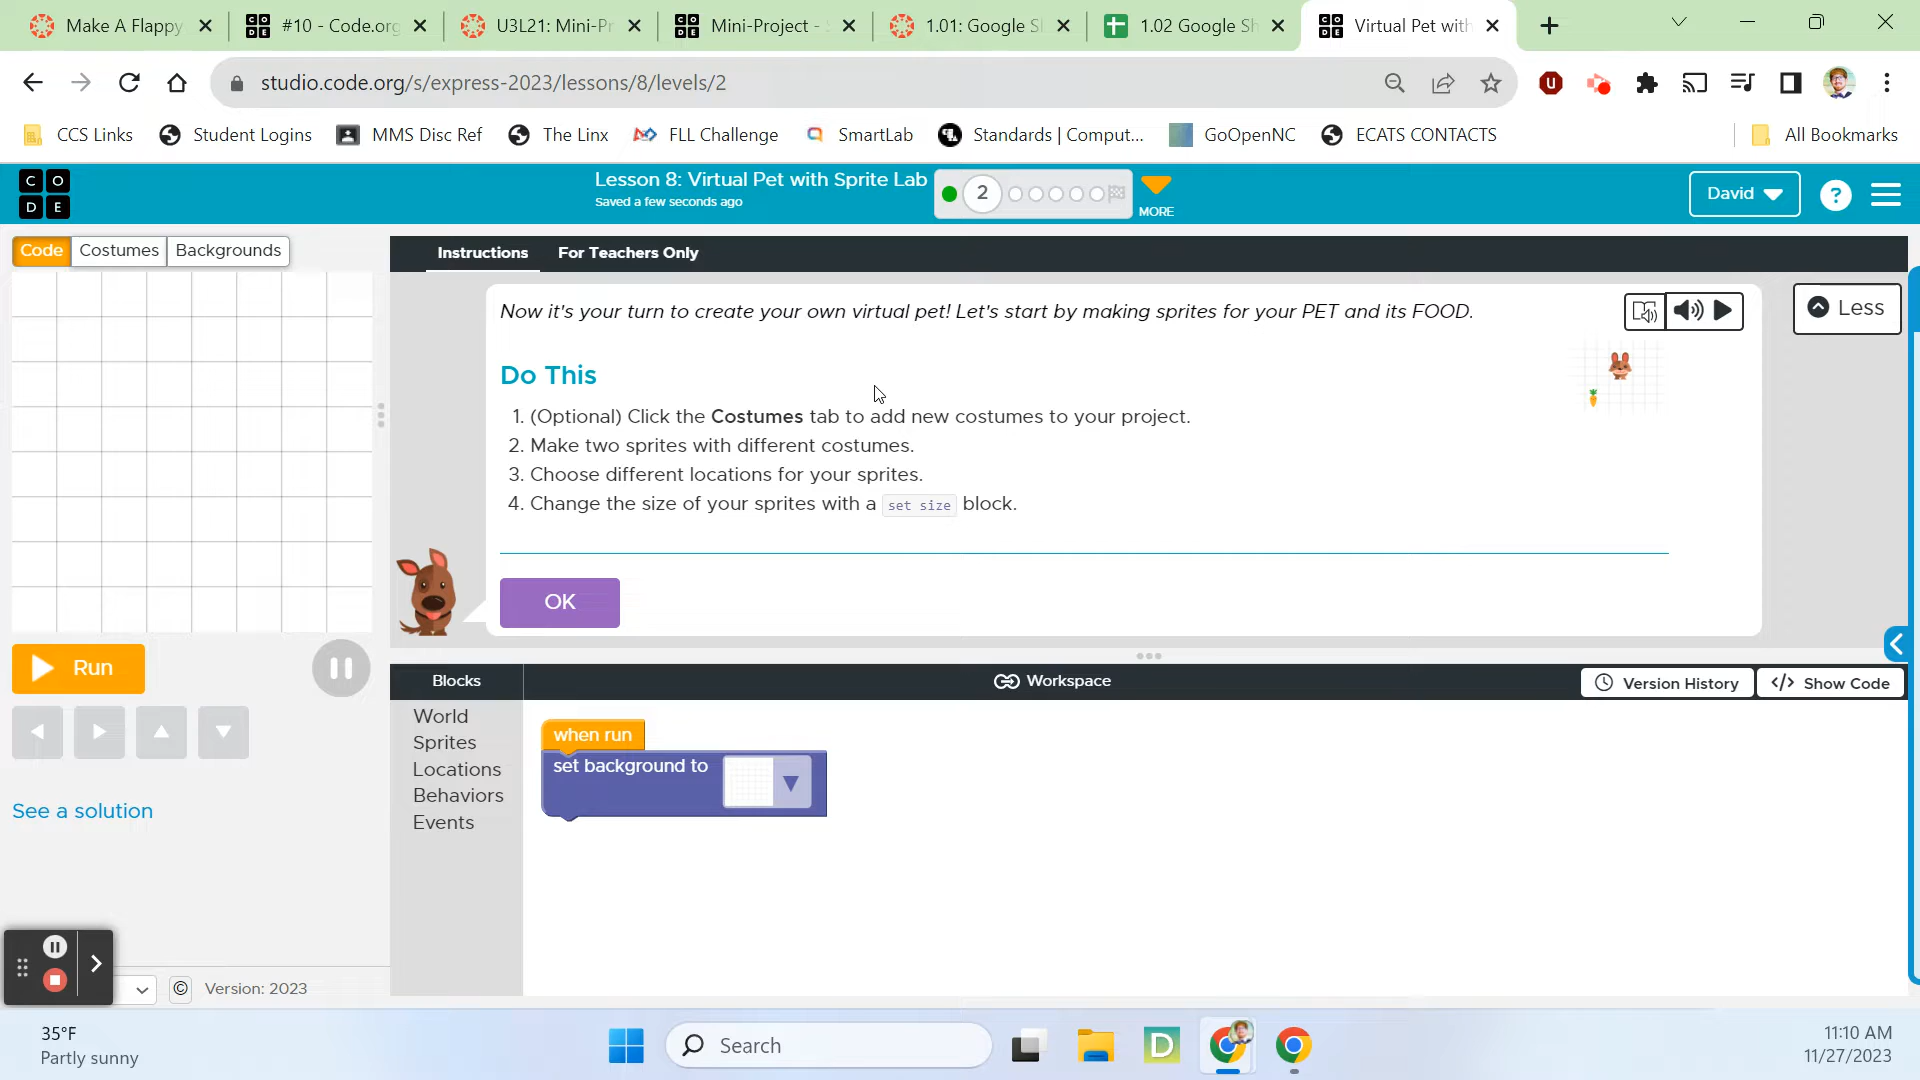 Make A Flappy
#10 - Code.org
U3L21: Mini-Pr
Mini-Project - S
1.01: Google Sl
1.02 Google Sh
Virtual Pet with
studio.code.org/s/express-2023/lessons/8/levels/2
CCS Links
Student Logins
MMS Disc Ref
The Linx
FLL Challenge
SmartLab
Standards | Comput...
GoOpenNC
ECATS CONTACTS
All Bookmarks
C O
D E
Lesson 8: Virtual Pet with Sprite Lab
Saved a few seconds ago
2
MORE
David
?
Code
Costumes
Backgrounds
Instructions
For Teachers Only
Now it's your turn to create your own virtual pet! Let's start by making sprites for your PET and its FOOD.
Less
Do This
1. (Optional) Click the Costumes tab to add new costumes to your project.
2. Make two sprites with different costumes.
3. Choose different locations for your sprites.
4. Change the size of your sprites with a set size block.
OK
Run
Blocks
Workspace
Version History
</> Show Code
World
Sprites
Locations
Behaviors
Events
when run
set background to
See a solution
©
Version: 2023
35°F
Partly sunny
Search
D
11:10 AM
11/27/2023